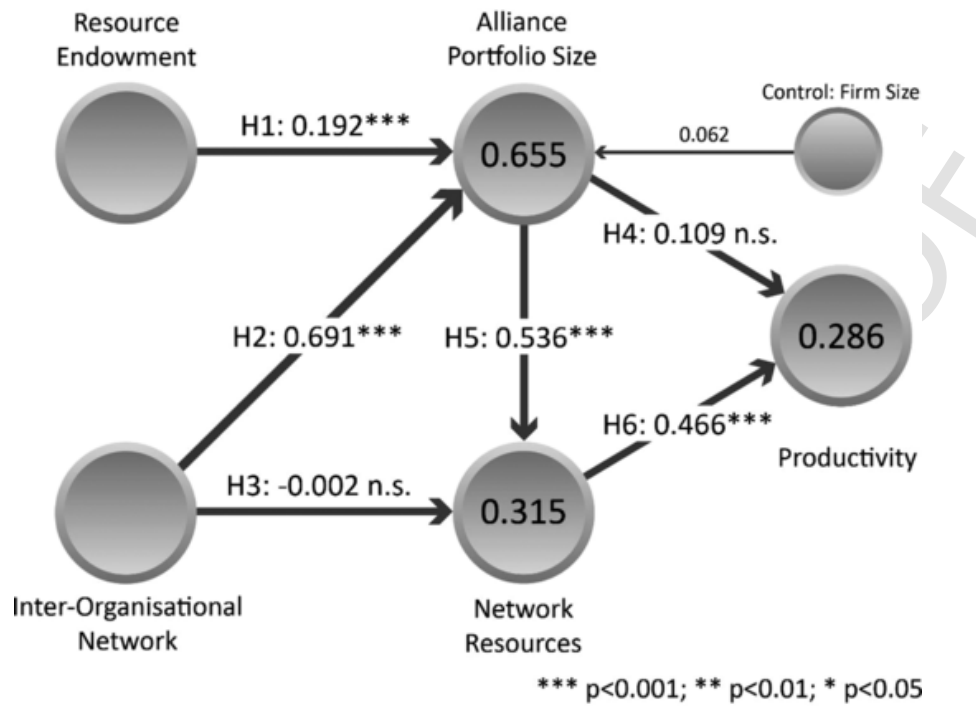 Resource
Endowment
Alliance
Portfolio Size
Control: Firm Size
H1: 0.192***
0.655
0.062
H4: 0.109 n.s.
H2: 0.691***
H5: 0.536***
0.286
H6: 0.466***
Productivity
H3: -0.002 n.s.
0.315
Inter-Organisational
Network
Network
Resources
*** p<0.001; ** p<0.01; * p<0.05